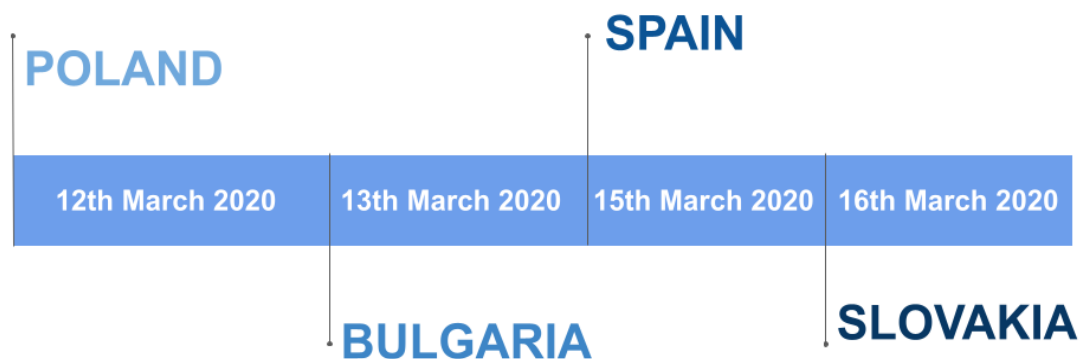 SPAIN
POLAND
12th March 2020
13th March 2020
15th March 2020
16th March 2020
SLOVAKIA
BULGARIA